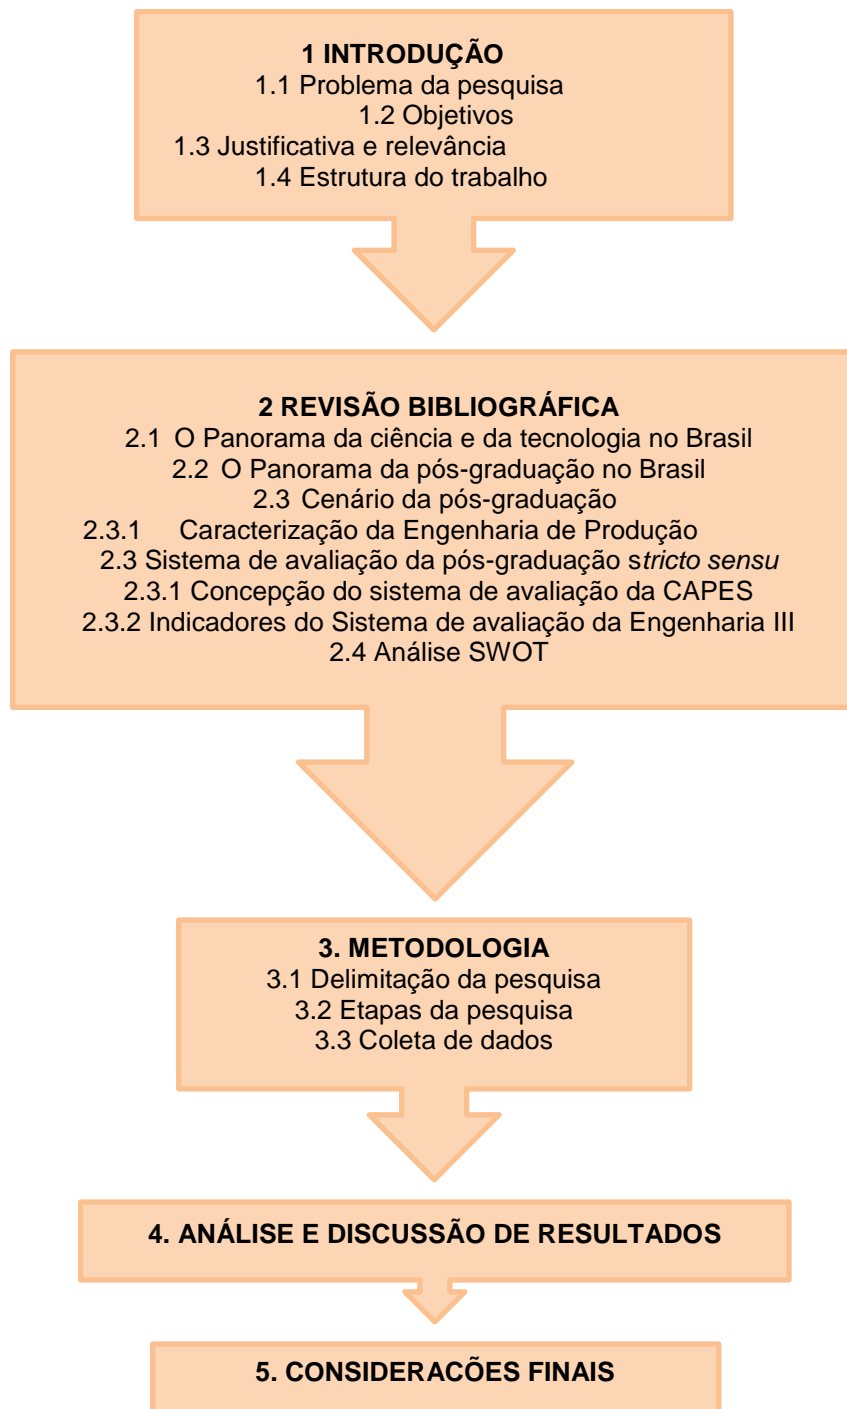 1 INTRODUÇÃO
1.1 Problema da pesquisa
1.2 Objetivos
1.3 Justificativa e relevância
1.4 Estrutura do trabalho
2 REVISÃO BIBLIOGRÁFICA
2.1 O Panorama da ciência e da tecnologia no Brasil
2.2 O Panorama da pós-graduação no Brasil
2.3 Cenário da pós-graduação
2.3.1 Caracterização da Engenharia de Produção
2.3 Sistema de avaliação da pós-graduação stricto sensu
2.3.1 Concepção do sistema de avaliação da CAPES
2.3.2 Indicadores do Sistema de avaliação da Engenharia III
2.4 Análise SWOT
3. METODOLOGIA
3.1 Delimitação da pesquisa
3.2 Etapas da pesquisa
3.3 Coleta de dados
4. ANÁLISE E DISCUSSÃO DE RESULTADOS
5. CONSIDERACÕES FINAIS